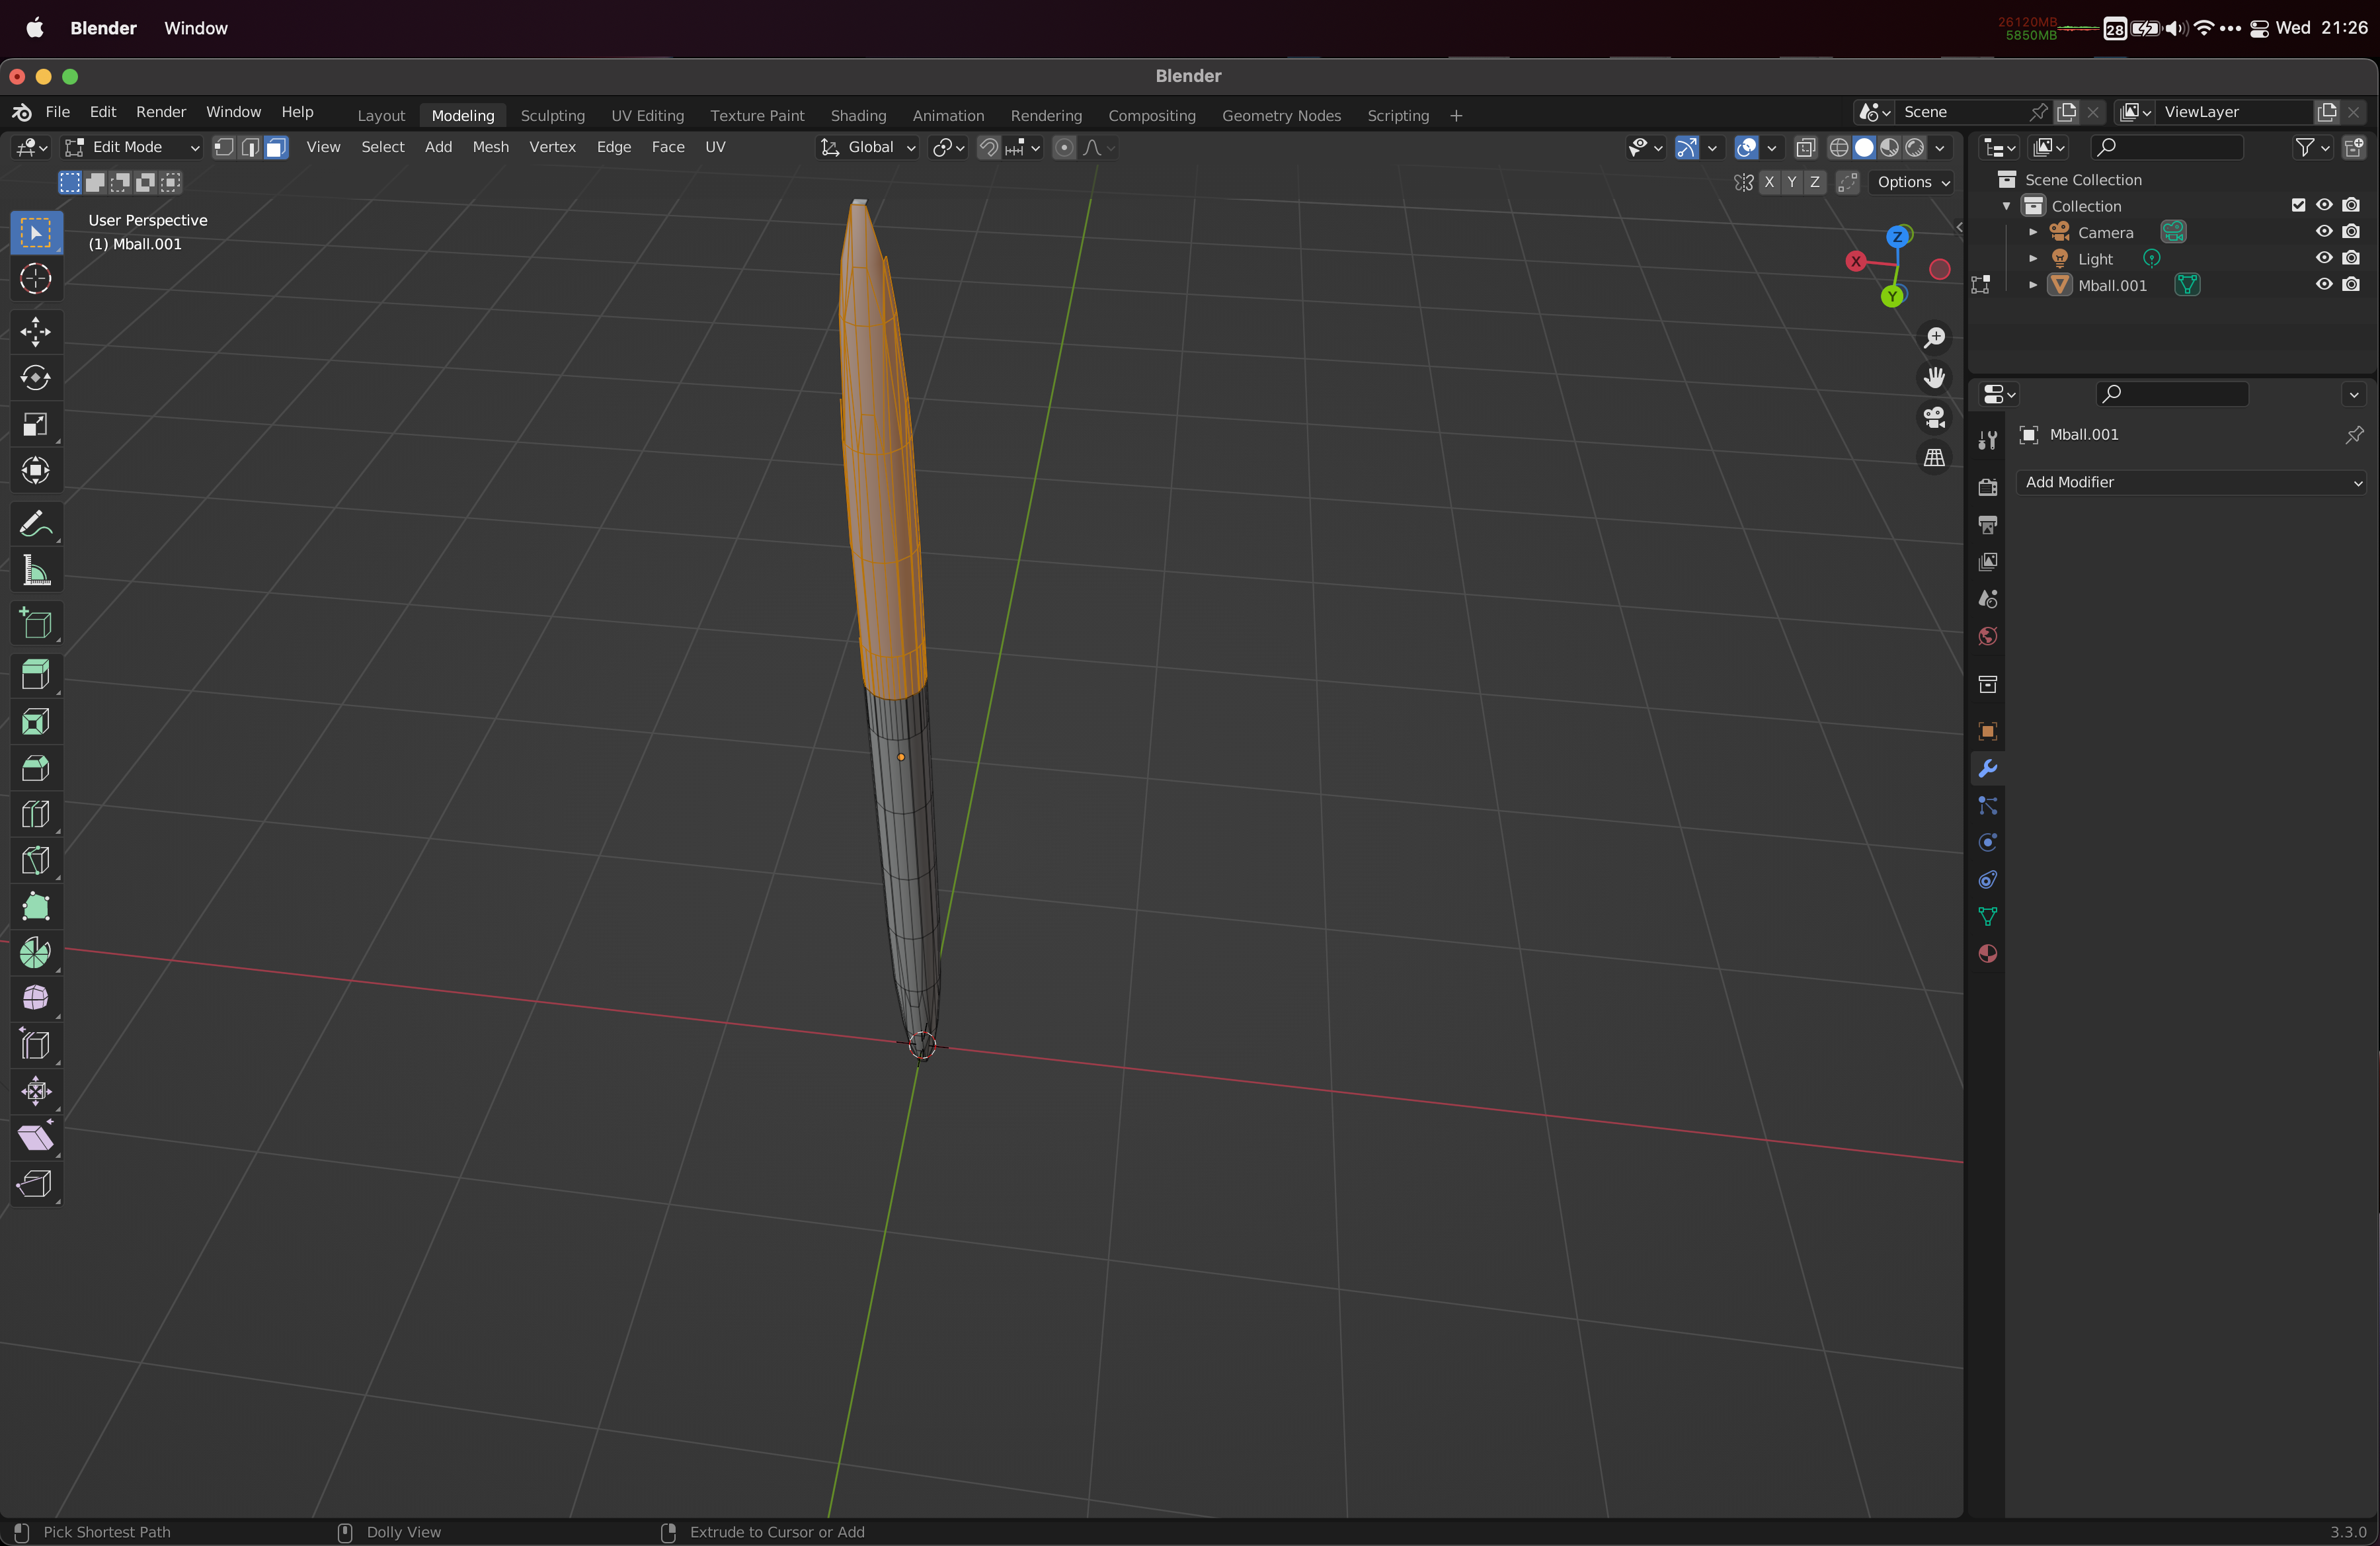 Blender Window
26120MB
5850MB
28
Wed 21:26
Blender
File Edit Render Window Help
Layout Modeling Sculpting UV Editing Texture Paint Shading Animation Rendering Compositing Geometry Nodes Scripting +
Scene
ViewLayer
Edit Mode
View Select Add Mesh Vertex Edge Face UV
Global
X Y Z
Options
User Perspective
(1) Mball.001
Z
X
Y
Scene Collection
Collection
Camera
Light
Mball.001
Mball.001
Add Modifier
Pick Shortest Path
Dolly View
Extrude to Cursor or Add
3.3.0